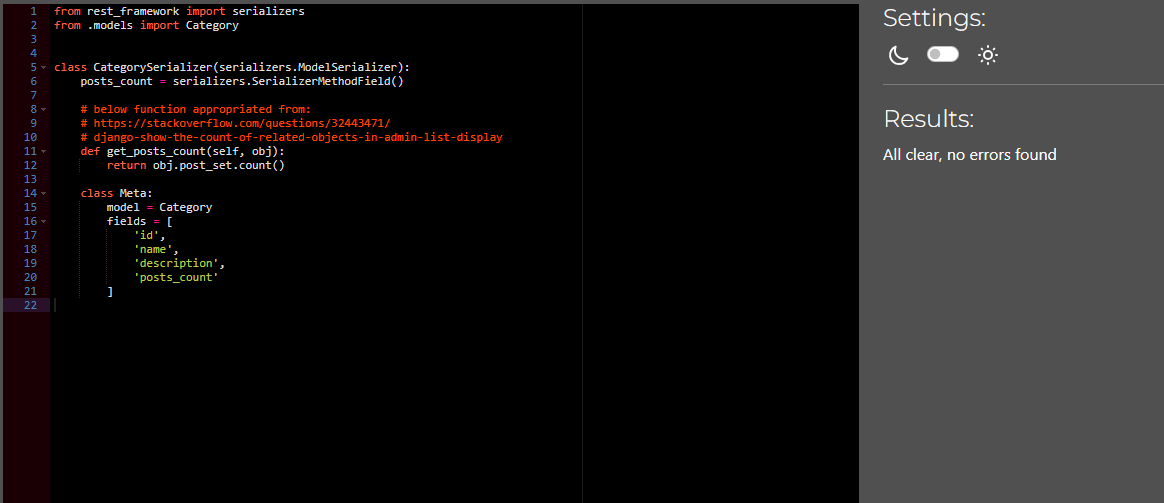 1 from rest_framework import serializers
2 from .models import Category
3
4
5 class CategorySerializer(serializers.ModelSerializer):
6     posts_count = serializers.SerializerMethodField()
7
8     # below function appropriated from:
9     # https://stackoverflow.com/questions/32443471/
10     # django-show-the-count-of-related-objects-in-admin-list-display
11     def get_posts_count(self, obj):
12         return obj.post_set.count()
13
14     class Meta:
15         model = Category
16         fields = [
17             'id',
18             'name',
19             'description',
20             'posts_count'
21         ]
22
Settings:
Results:
All clear, no errors found